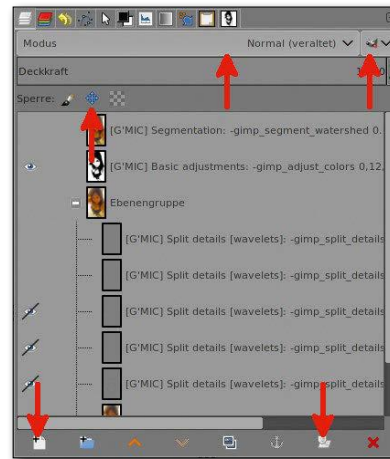 Modus Normal (veraltet)
Deckkraft
Sperre:
[G'MIC] Segmentation: -gimp_segment_watershed 0.
[G'MIC] Basic adjustments: -gimp_adjust_colors 0,12,
Ebenengruppe
[G'MIC] Split details [wavelets]: -gimp_split_details
[G'MIC] Split details [wavelets]: -gimp_split_details
[G'MIC] Split details [wavelets]: -gimp_split_details
[G'MIC] Split details [wavelets]: -gimp_split_details
[G'MIC] Split details [wavelets]: -gimp_split_details